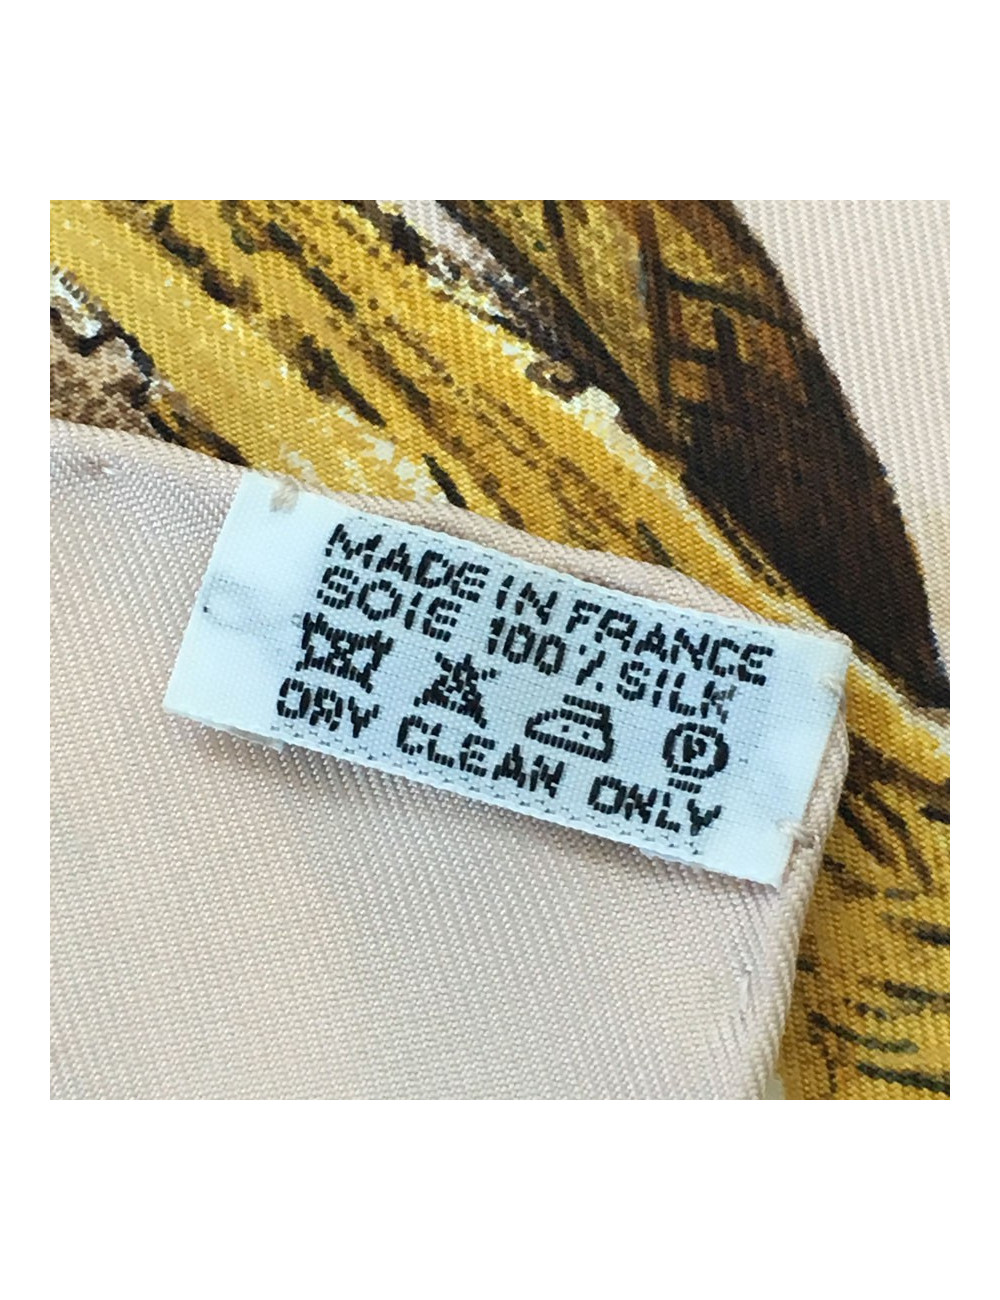 MADE IN FRANCE
SOIE 100% SILK
P
DRY CLEAN ONLY